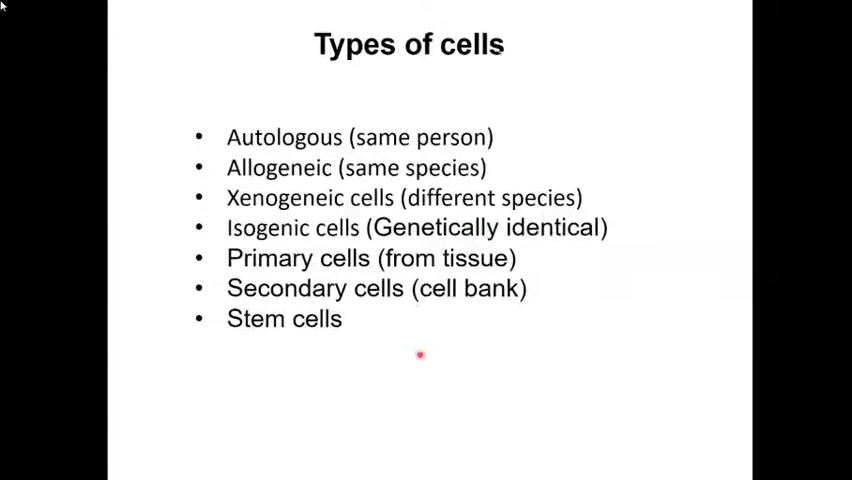 Types of cells
• Autologous (same person)
• Allogeneic (same species)
• Xenogeneic cells (different species)
• Isogenic cells (Genetically identical)
• Primary cells (from tissue)
• Secondary cells (cell bank)
• Stem cells